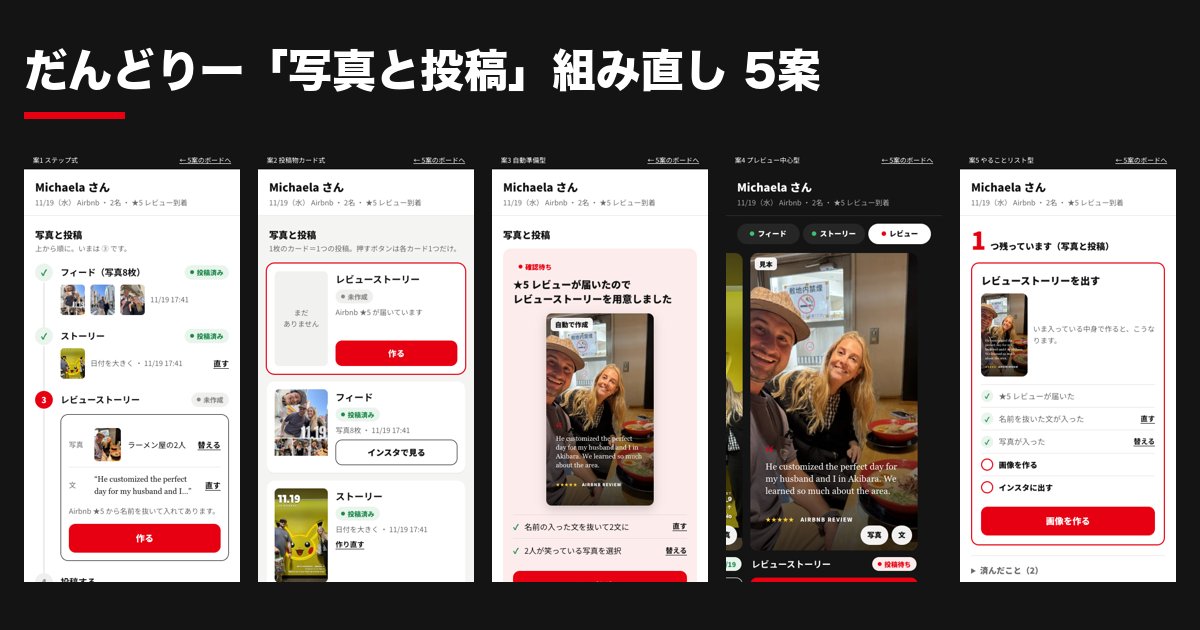 だんどりー「写真と投稿」組み直し 5案
案1 ステップ式
← 5案のボードへ
Michaela さん
11/19（水） Airbnb ・ 2名 ・ ★5 レビュー到着
写真と投稿
上から順に。いまは ③ です。
✓
フィード（写真8枚）
投稿済み
11/19 17:41
✓
ストーリー
投稿済み
日付を大きく ・ 11/19 17:41
直す
3
レビューストーリー
未作成
写真
ラーメン屋の2人
替える
文
“He customized the perfect
day for my husband and I…”
直す
Airbnb ★5 から名前を抜いて入れてあります。
作る
案2 投稿物カード式
← 5案のボードへ
Michaela さん
11/19（水） Airbnb ・ 2名 ・ ★5 レビュー到着
写真と投稿
1枚のカード＝1つの投稿。押すボタンは各カード1つだけ。
まだ
ありません
レビューストーリー
未作成
Airbnb ★5 が届いています
作る
フィード
投稿済み
写真8枚 ・ 11/19 17:41
インスタで見る
11.19
ストーリー
投稿済み
日付を大きく ・ 11/19 17:41
作り直す
案3 自動準備型
← 5案のボードへ
Michaela さん
11/19（水） Airbnb ・ 2名 ・ ★5 レビュー到着
写真と投稿
確認待ち
★5 レビューが届いたので
レビューストーリーを用意しました
自動で作成
He customized the perfect
day for my husband and I in
Akibara. We learned so much
about the area.
★★★★★ AIRBNB REVIEW
✓ 名前の入った文を抜いて2文に
直す
✓ 2人が笑っている写真を選択
替える
案4 プレビュー中心型
← 5案のボードへ
Michaela さん
11/19（水） Airbnb ・ 2名 ・ ★5 レビュー到着
フィード
ストーリー
レビュー
見本
敷地内禁煙
He customized the perfect day for
my husband and I in Akibara. We
learned so much about the area.
★★★★★ AIRBNB REVIEW
写真
文
レビューストーリー
投稿待ち
案5 やることリスト型
← 5案のボードへ
Michaela さん
11/19（水） Airbnb ・ 2名 ・ ★5 レビュー到着
1 つ残っています（写真と投稿）
レビューストーリーを出す
いま入っている中身で作ると、こうな
ります。
✓ ★5 レビューが届いた
✓ 名前を抜いた文が入った
直す
✓ 写真が入った
替える
画像を作る
インスタに出す
画像を作る
▶ 済んだこと（2）